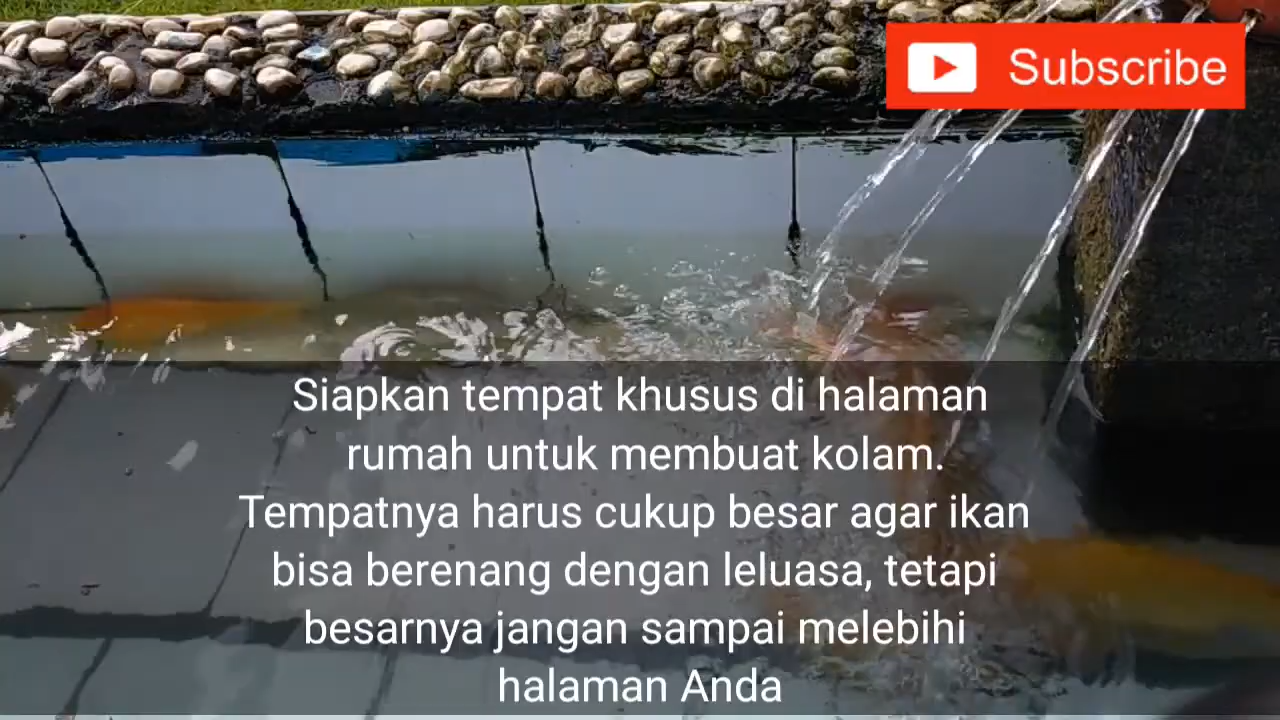 Subscribe
Siapkan tempat khusus di halaman
rumah untuk membuat kolam.
Tempatnya harus cukup besar agar ikan
bisa berenang dengan leluasa, tetapi
besarnya jangan sampai melebihi
halaman Anda